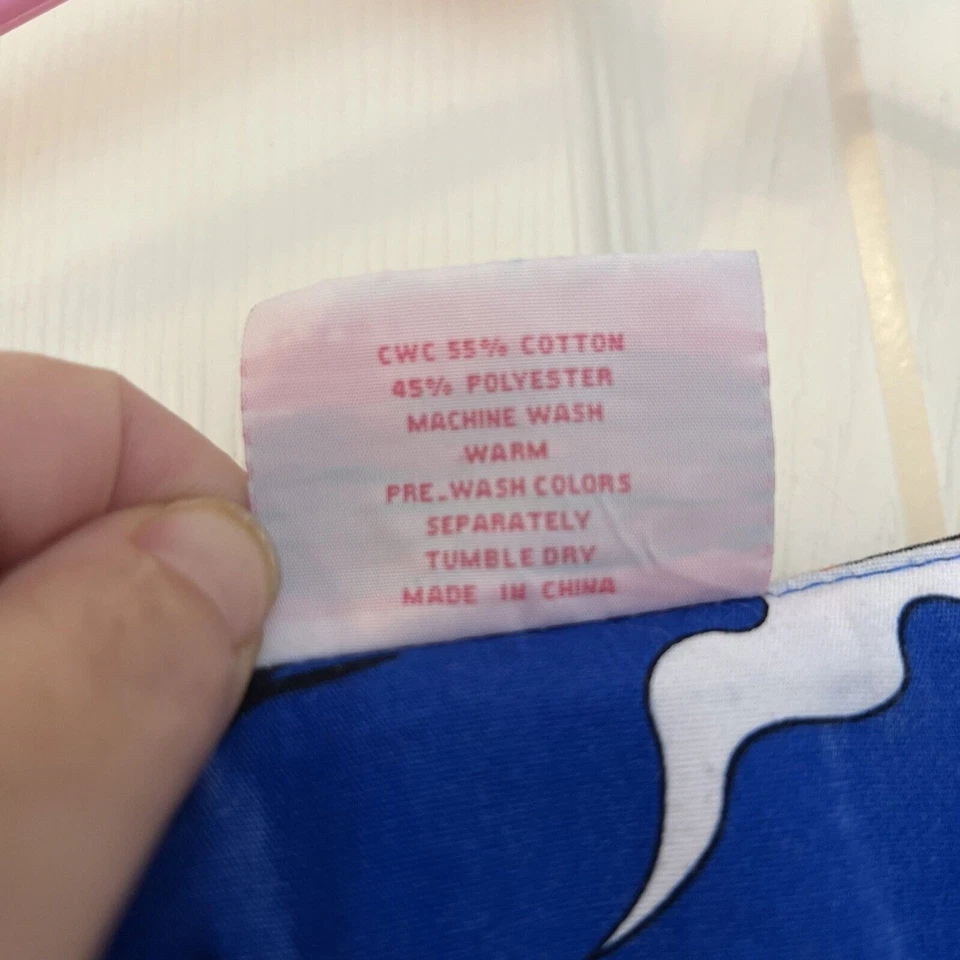 CWC 55% COTTON
45% POLYESTER
MACHINE WASH
WARM
PRE-WASH COLORS
SEPARATELY
TUMBLE DRY
MADE IN CHINA